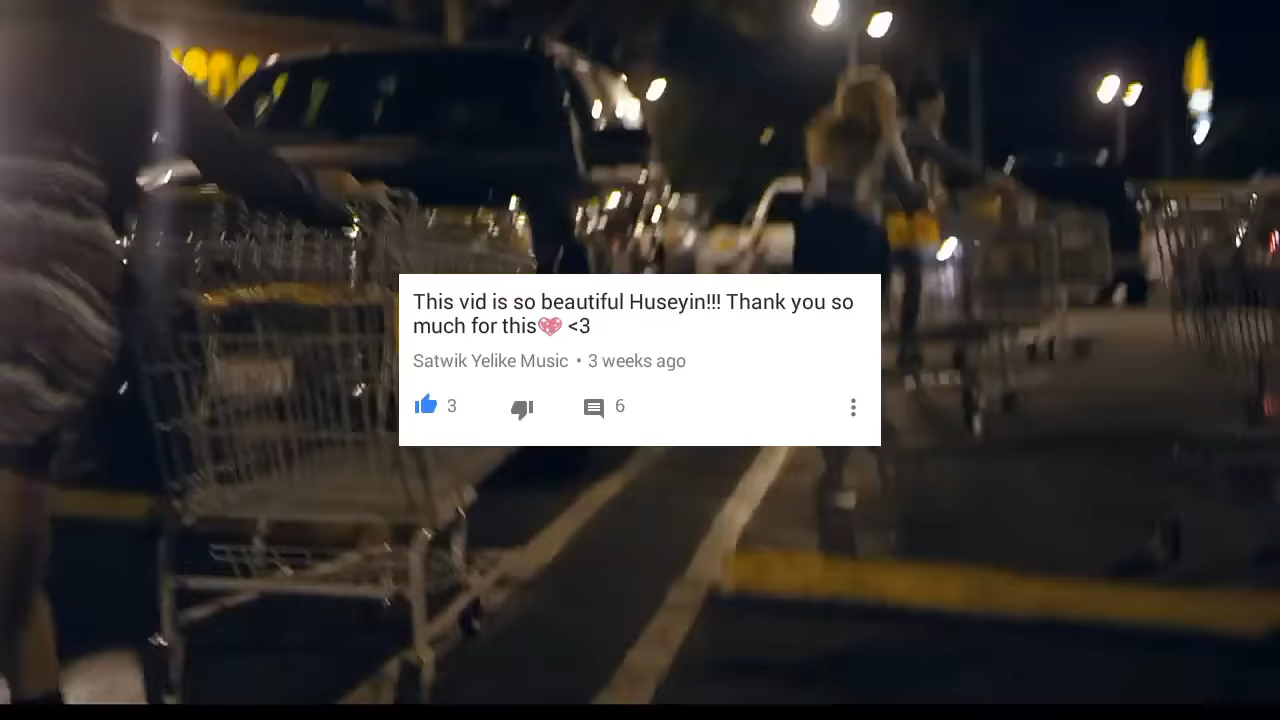 This vid is so beautiful Huseyin!!! Thank you so
much for this💖 <3
Satwik Yelike Music • 3 weeks ago
3
6